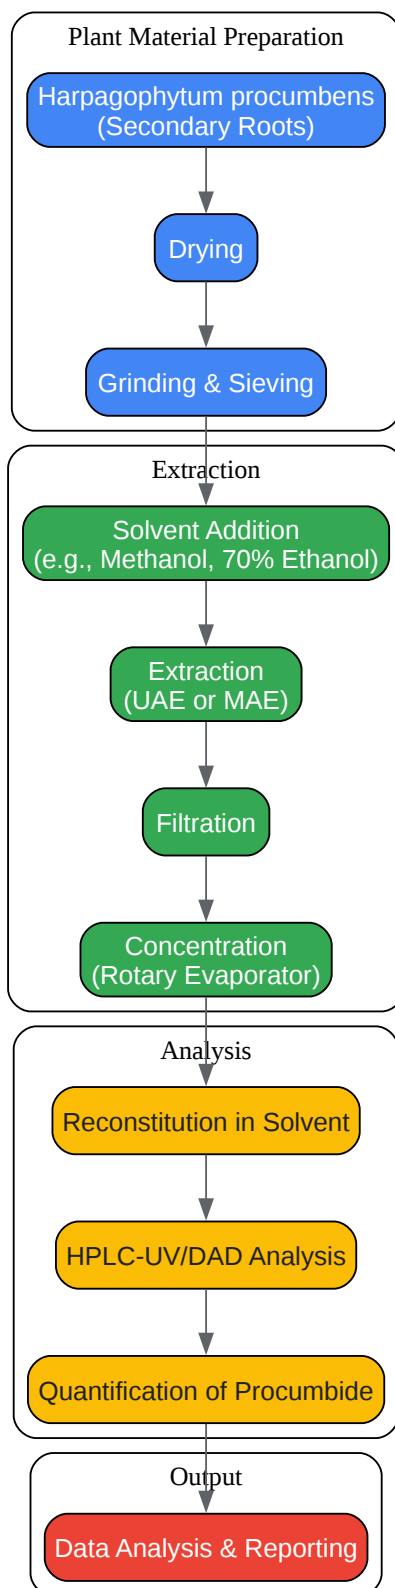 Plant Material Preparation
Harpagophytum procumbens
(Secondary Roots)
Drying
Grinding & Sieving
Extraction
Solvent Addition
(e.g., Methanol, 70% Ethanol)
Extraction
(UAE or MAE)
Filtration
Concentration
(Rotary Evaporator)
Analysis
Reconstitution in Solvent
HPLC-UV/DAD Analysis
Quantification of Procumbide
Output
Data Analysis & Reporting